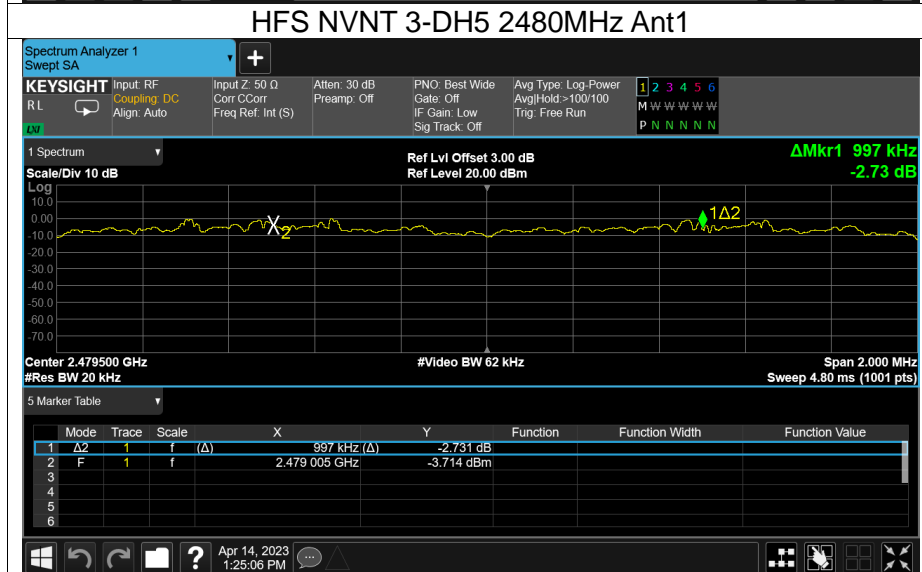 HFS NVNT 3-DH5 2480MHz Ant1
Spectrum Analyzer 1
Swept SA
+
KEYSIGHT
R L
LXI
Input: RF
Coupling: DC
Align: Auto
Input Z: 50 Ω
Corr CCorr
Freq Ref: Int (S)
Atten: 30 dB
Preamp: Off
PNO: Best Wide
Gate: Off
IF Gain: Low
Sig Track: Off
Avg Type: Log-Power
Avg|Hold:>100/100
Trig: Free Run
1 2 3 4 5 6
M W W W W W
P N N N N N
1 Spectrum
Scale/Div 10 dB
Ref Lvl Offset 3.00 dB
Ref Level 20.00 dBm
ΔMkr1 997 kHz
-2.73 dB
Log
10.0
0.00
-10.0
-20.0
-30.0
-40.0
-50.0
-60.0
-70.0
X2
1Δ2
Center 2.479500 GHz
#Res BW 20 kHz
#Video BW 62 kHz
Span 2.000 MHz
Sweep 4.80 ms (1001 pts)
5 Marker Table
Mode Trace Scale X Y Function Function Width Function Value
1 Δ2 1 f (Δ) 997 kHz (Δ) -2.731 dB
2 F 1 f 2.479 005 GHz -3.714 dBm
3
4
5
6
?
Apr 14, 2023
1:25:06 PM